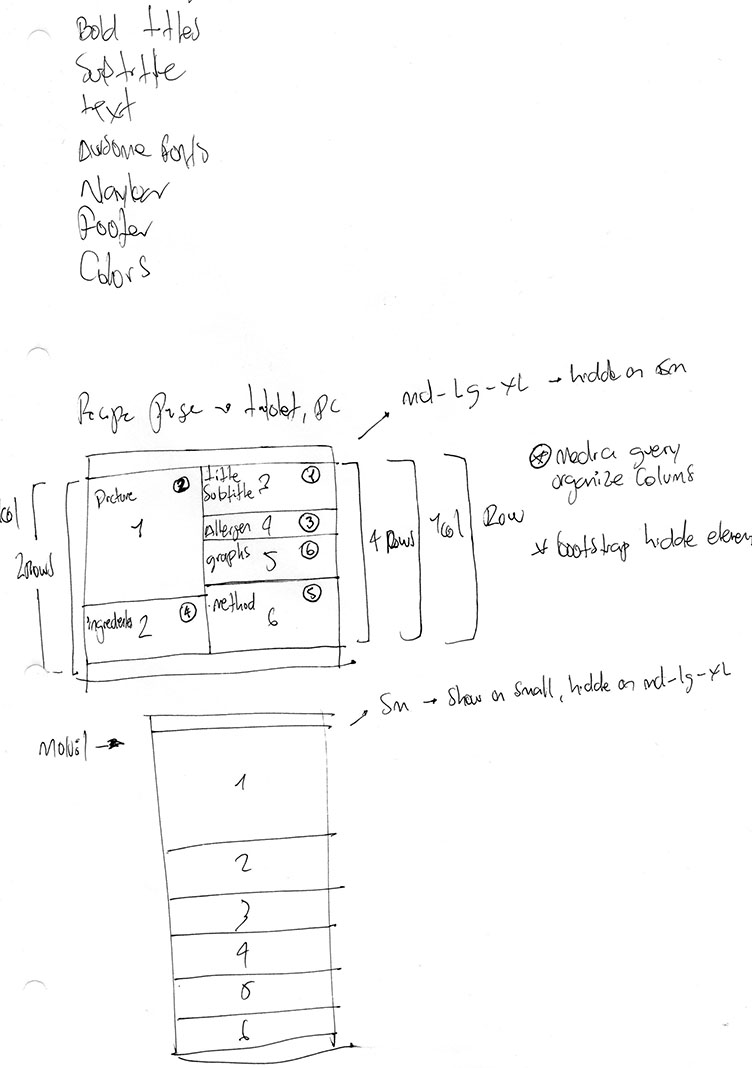 Bold titles
Subtitle
text
Awsome fonts
Navbar
Footer
Colors
Recipe Page → tablet, PC
md-Lg-XL → hidde on sm
* Media query
organize Colums
* bootstrap hidde elemen
Picture 2
1
title 1
Subtitle 3
Allergen 4 3
graphs 5 6
ingredients 2 4
method 5
6
1col
2 Rows
4 Rows
1col
Row
Sm → show on small, hidde on md-lg-XL
Mobil →
1
2
3
4
5
6